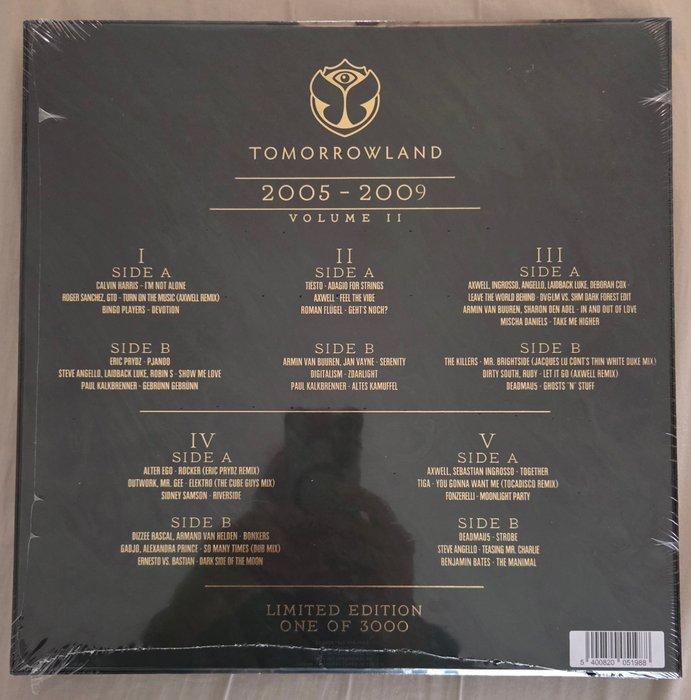 TOMORROWLAND
2005 - 2009
VOLUME II
I
SIDE A
CALVIN HARRIS - I'M NOT ALONE
ROGER SANCHEZ, GTO - TURN ON THE MUSIC (AXWELL REMIX)
BINGO PLAYERS - DEVOTION
SIDE B
ERIC PRYDZ - PJANOO
STEVE ANGELLO, LAIDBACK LUKE, ROBIN S - SHOW ME LOVE
PAUL KALKBRENNER - GEBRÜNN GEBRÜNN
II
SIDE A
TIËSTO - ADAGIO FOR STRINGS
AXWELL - FEEL THE VIBE
ROMAN FLÜGEL - GEHT'S NOCH?
SIDE B
ARMIN VAN BUUREN, JAN VAYNE - SERENITY
DIGITALISM - ZDARLIGHT
PAUL KALKBRENNER - ALTES KAMUFFEL
III
SIDE A
AXWELL, INGROSSO, ANGELLO, LAIDBACK LUKE, DEBORAH COX -
LEAVE THE WORLD BEHIND - DV&LM VS. SHM DARK FOREST EDIT
ARMIN VAN BUUREN, SHARON DEN ADEL - IN AND OUT OF LOVE
MISCHA DANIELS - TAKE ME HIGHER
SIDE B
THE KILLERS - MR. BRIGHTSIDE (JACQUES LU CONT'S THIN WHITE DUKE MIX)
DIRTY SOUTH, RUDY - LET IT GO (AXWELL REMIX)
DEADMAU5 - GHOSTS 'N' STUFF
IV
SIDE A
ALTER EGO - ROCKER (ERIC PRYDZ REMIX)
OUTWORK, MR. GEE - ELEKTRO (THE CUBE GUYS MIX)
SIDNEY SAMSON - RIVERSIDE
SIDE B
DIZZEE RASCAL, ARMAND VAN HELDEN - BONKERS
GADJO, ALEXANDRA PRINCE - SO MANY TIMES (DUB MIX)
ERNESTO VS. BASTIAN - DARK SIDE OF THE MOON
V
SIDE A
AXWELL, SEBASTIAN INGROSSO - TOGETHER
TIGA - YOU GONNA WANT ME (TOCADISCO REMIX)
FONZERELLI - MOONLIGHT PARTY
SIDE B
DEADMAU5 - STROBE
STEVE ANGELLO - TEASING MR. CHARLIE
BENJAMIN BATES - THE MANIMAL
LIMITED EDITION
ONE OF 3000
5 400820 051988